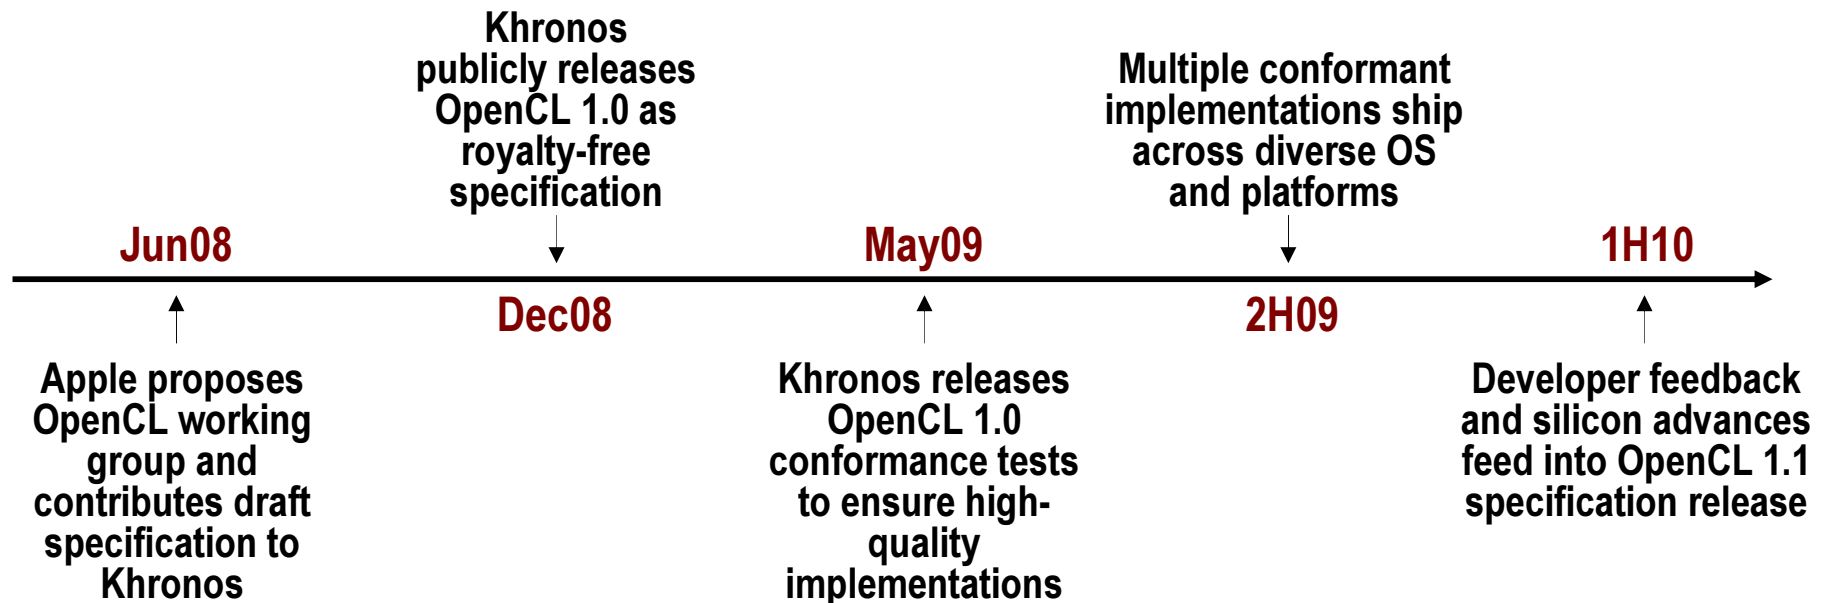 Khronos
publicly releases
OpenCL 1.0 as
royalty-free
specification
Multiple conformant
implementations ship
across diverse OS
and platforms
Jun08
May09
1H10
Dec08
2H09
Apple proposes
OpenCL working
group and
contributes draft
specification to
Khronos
Khronos releases
OpenCL 1.0
conformance tests
to ensure high-
quality
implementations
Developer feedback
and silicon advances
feed into OpenCL 1.1
specification release